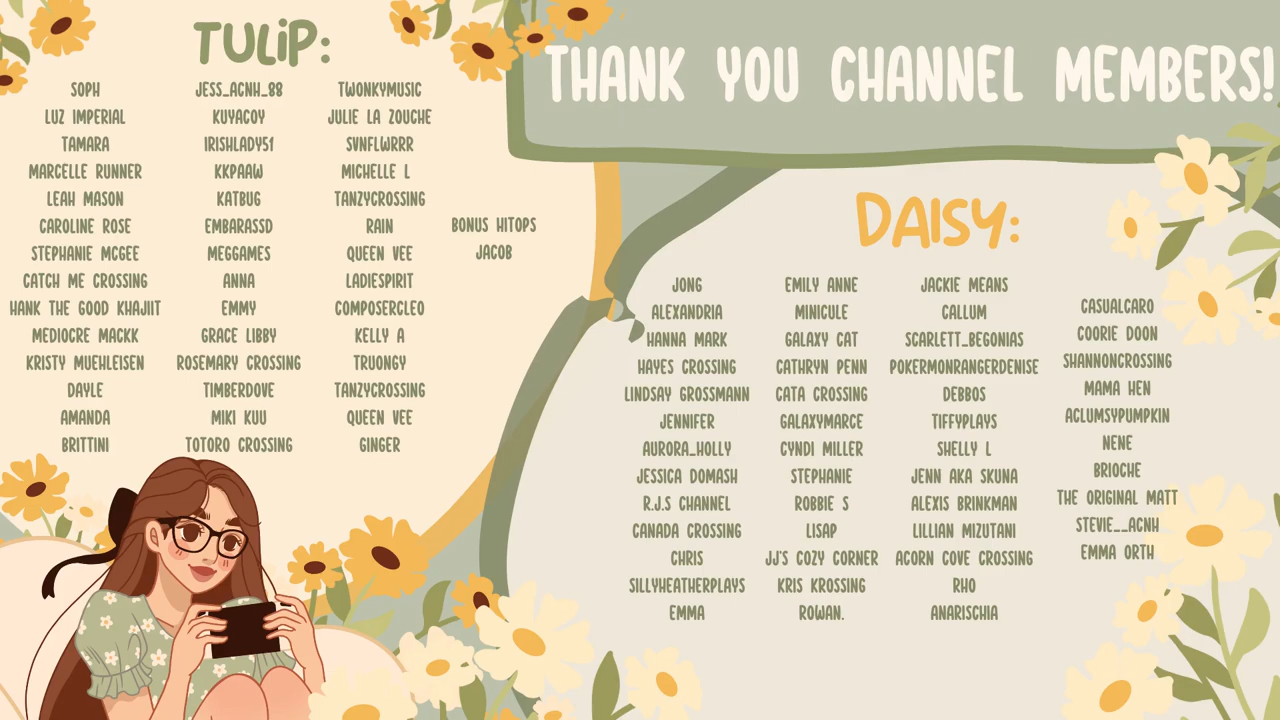 TULIP:
SOPH
LUZ IMPERIAL
TAMARA
MARCELLE RUNNER
LEAH MASON
CAROLINE ROSE
STEPHANIE MCGEE
CATCH ME CROSSING
HANK THE GOOD KHAJIIT
MEDIOCRE MACKK
KRISTY MUEHLEISEN
DAYLE
AMANDA
BRITTINI
JESS_ACNH_88
KUYACOY
IRISHLADY51
KKPAAW
KATBUG
EMBARASSD
MEGGAMES
ANNA
EMMY
GRACE LIBBY
ROSEMARY CROSSING
TIMBERDOVE
MIKI KUU
TOTORO CROSSING
TWONKYMUSIC
JULIE LA ZOUCHE
SVNFLWRRR
MICHELLE L
TANZYCROSSING
RAIN
QUEEN VEE
LADIESPIRIT
COMPOSERCLEO
KELLY A
TRUONGY
TANZYCROSSING
QUEEN VEE
GINGER
BONUS HITOPS
JACOB
THANK YOU CHANNEL MEMBERS!
DAISY:
JONG
ALEXANDRIA
HANNA MARK
HAYES CROSSING
LINDSAY GROSSMANN
JENNIFER
AURORA_HOLLY
JESSICA DOMASH
R.J.S CHANNEL
CANADA CROSSING
CHRIS
SILLYHEATHERPLAYS
EMMA
EMILY ANNE
MINICULE
GALAXY CAT
CATHRYN PENN
CATA CROSSING
GALAXYMARCE
CYNDI MILLER
STEPHANIE
ROBBIE S
LISAP
JJ'S COZY CORNER
KRIS KROSSING
ROWAN.
JACKIE MEANS
CALLUM
SCARLETT_BEGONIAS
POKERMONRANGERDENISE
DEBBOS
TIFFYPLAYS
SHELLY L
JENN AKA SKUNA
ALEXIS BRINKMAN
LILLIAN MIZUTANI
ACORN COVE CROSSING
RHO
ANARISCHIA
CASUALCARO
COORIE DOON
SHANNONCROSSING
MAMA HEN
ACLUMSYPUMPKIN
NENE
BRIOCHE
THE ORIGINAL MATT
STEVIE__ACNH
EMMA ORTH